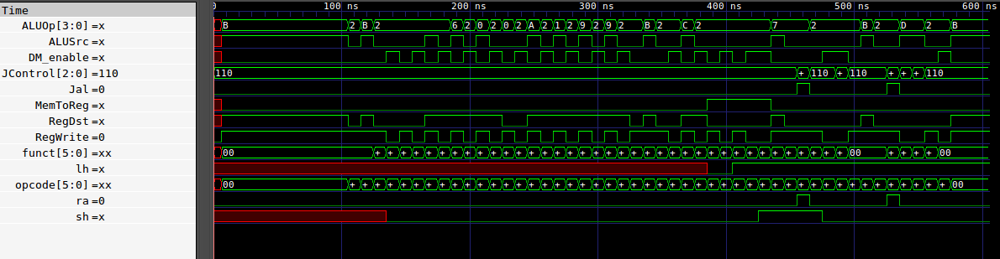 Time 0 100 ns 200 ns 300 ns 400 ns 500 ns 600 ns
ALUOp[3:0] =x B 2 B 2 6 2 0 2 0 2 A 2 1 2 9 2 9 2 B 2 C 2 7 2 B 2 D 2 B
ALUSrc =x
DM_enable =x
JControl[2:0] =110 110 + 110 + 110 + + + 110
Jal =0
MemToReg =x
RegDst =x
RegWrite =0
funct[5:0] =xx 00 + + + + + + + + + + + + + + + + + + + + + + + + + + + + + + + + + + + + + 00 + + + + 00
lh =x
opcode[5:0] =xx 00 + + + + + + + + + + + + + + + + + + + + + + + + + + + + + + + + + + + + + + + + + + + + + + + 00
ra =0
sh =x